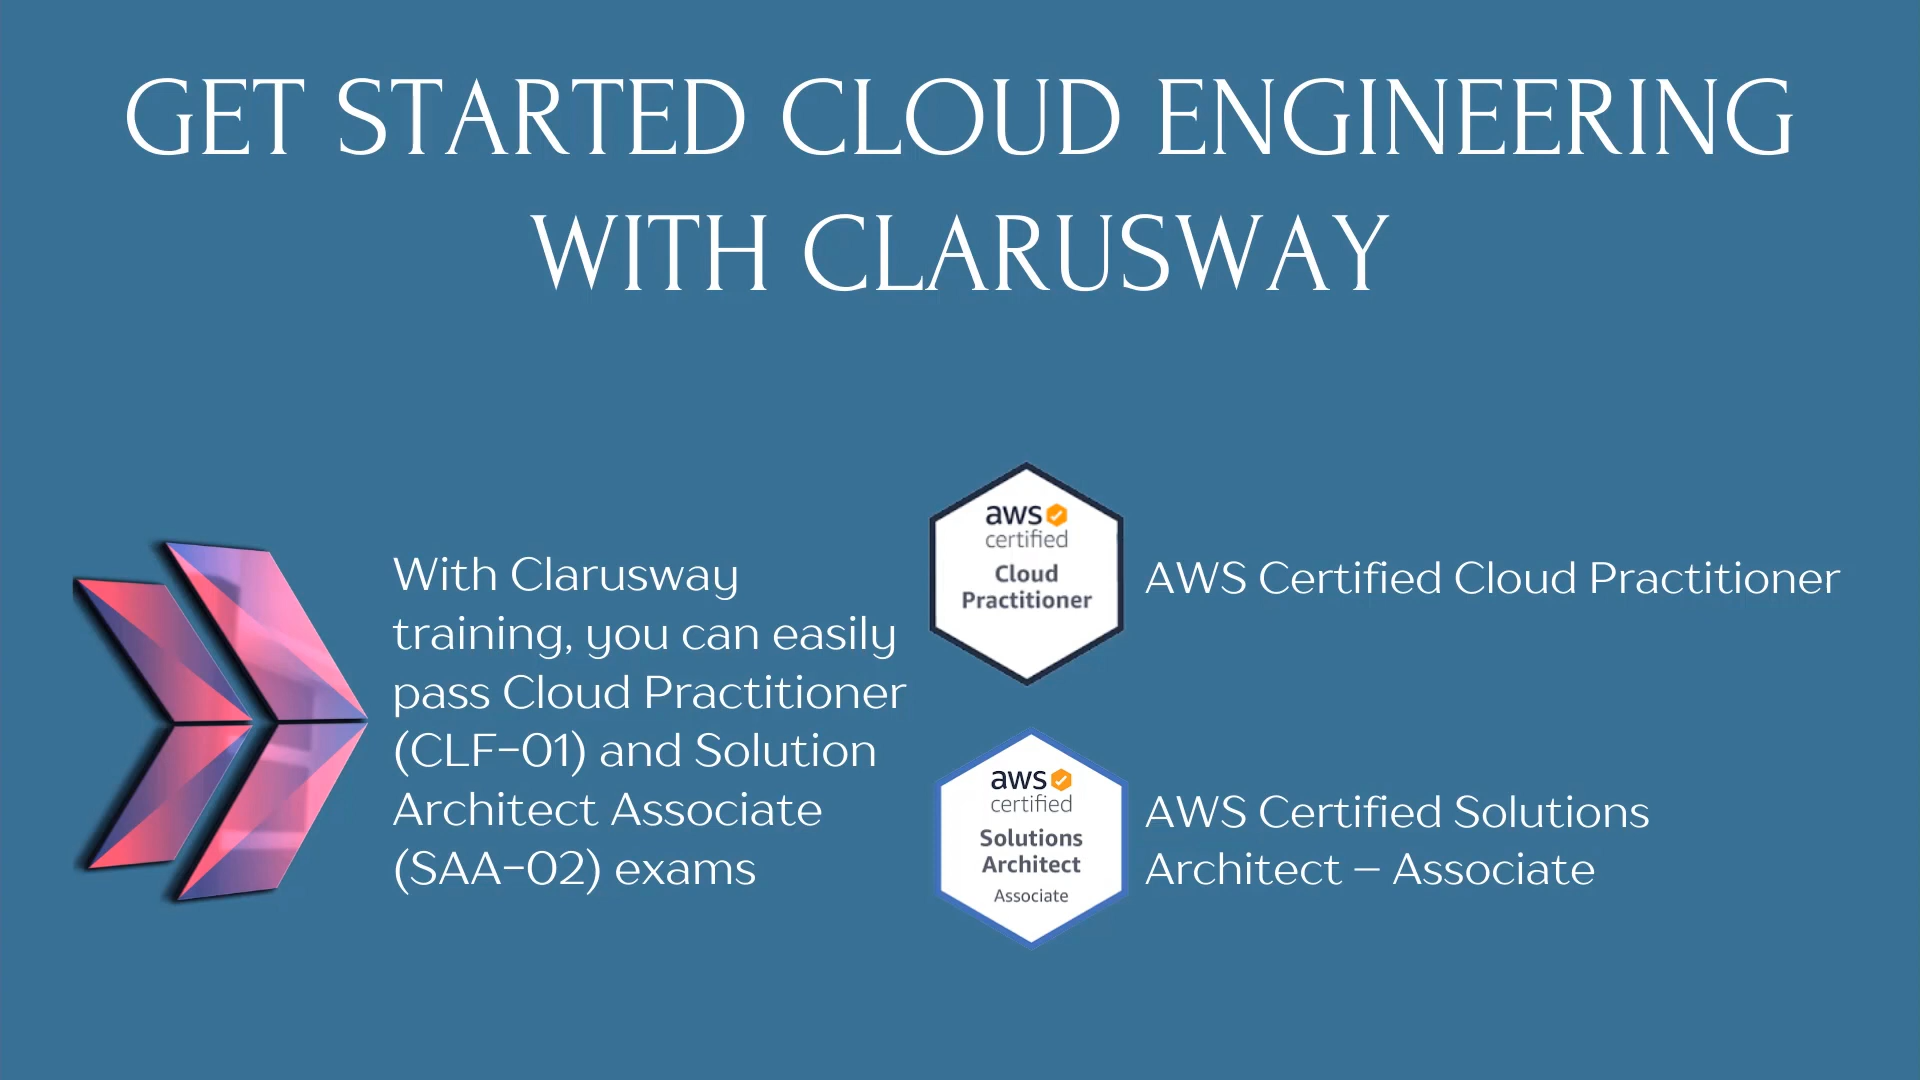 GET STARTED CLOUD ENGINEERING
WITH CLARUSWAY
With Clarusway
training, you can easily
pass Cloud Practitioner
(CLF-01) and Solution
Architect Associate
(SAA-02) exams
aws
certified
Cloud
Practitioner
AWS Certified Cloud Practitioner
aws
certified
Solutions
Architect
Associate
AWS Certified Solutions
Architect – Associate